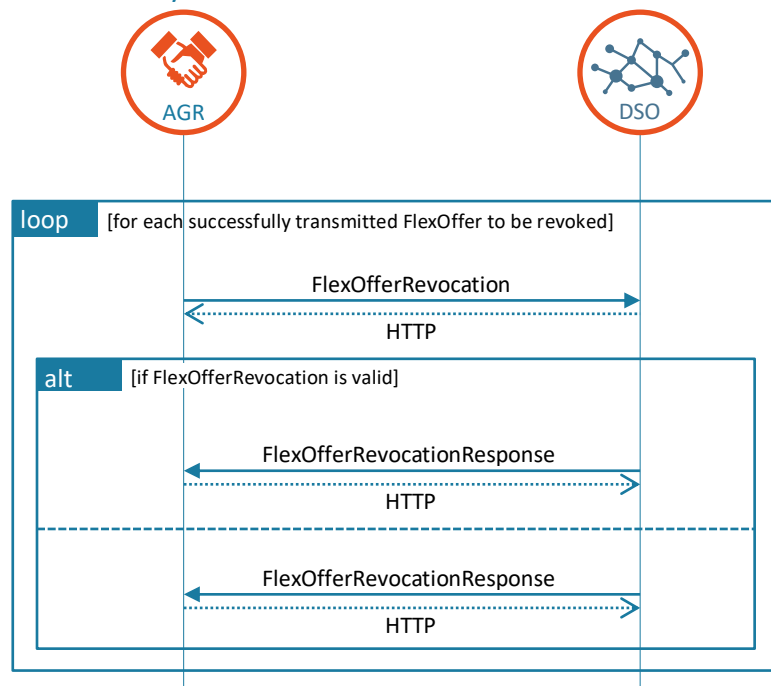 AGR
DSO
loop [for each successfully transmitted FlexOffer to be revoked]
FlexOfferRevocation
HTTP
alt [if FlexOfferRevocation is valid]
FlexOfferRevocationResponse
HTTP
FlexOfferRevocationResponse
HTTP